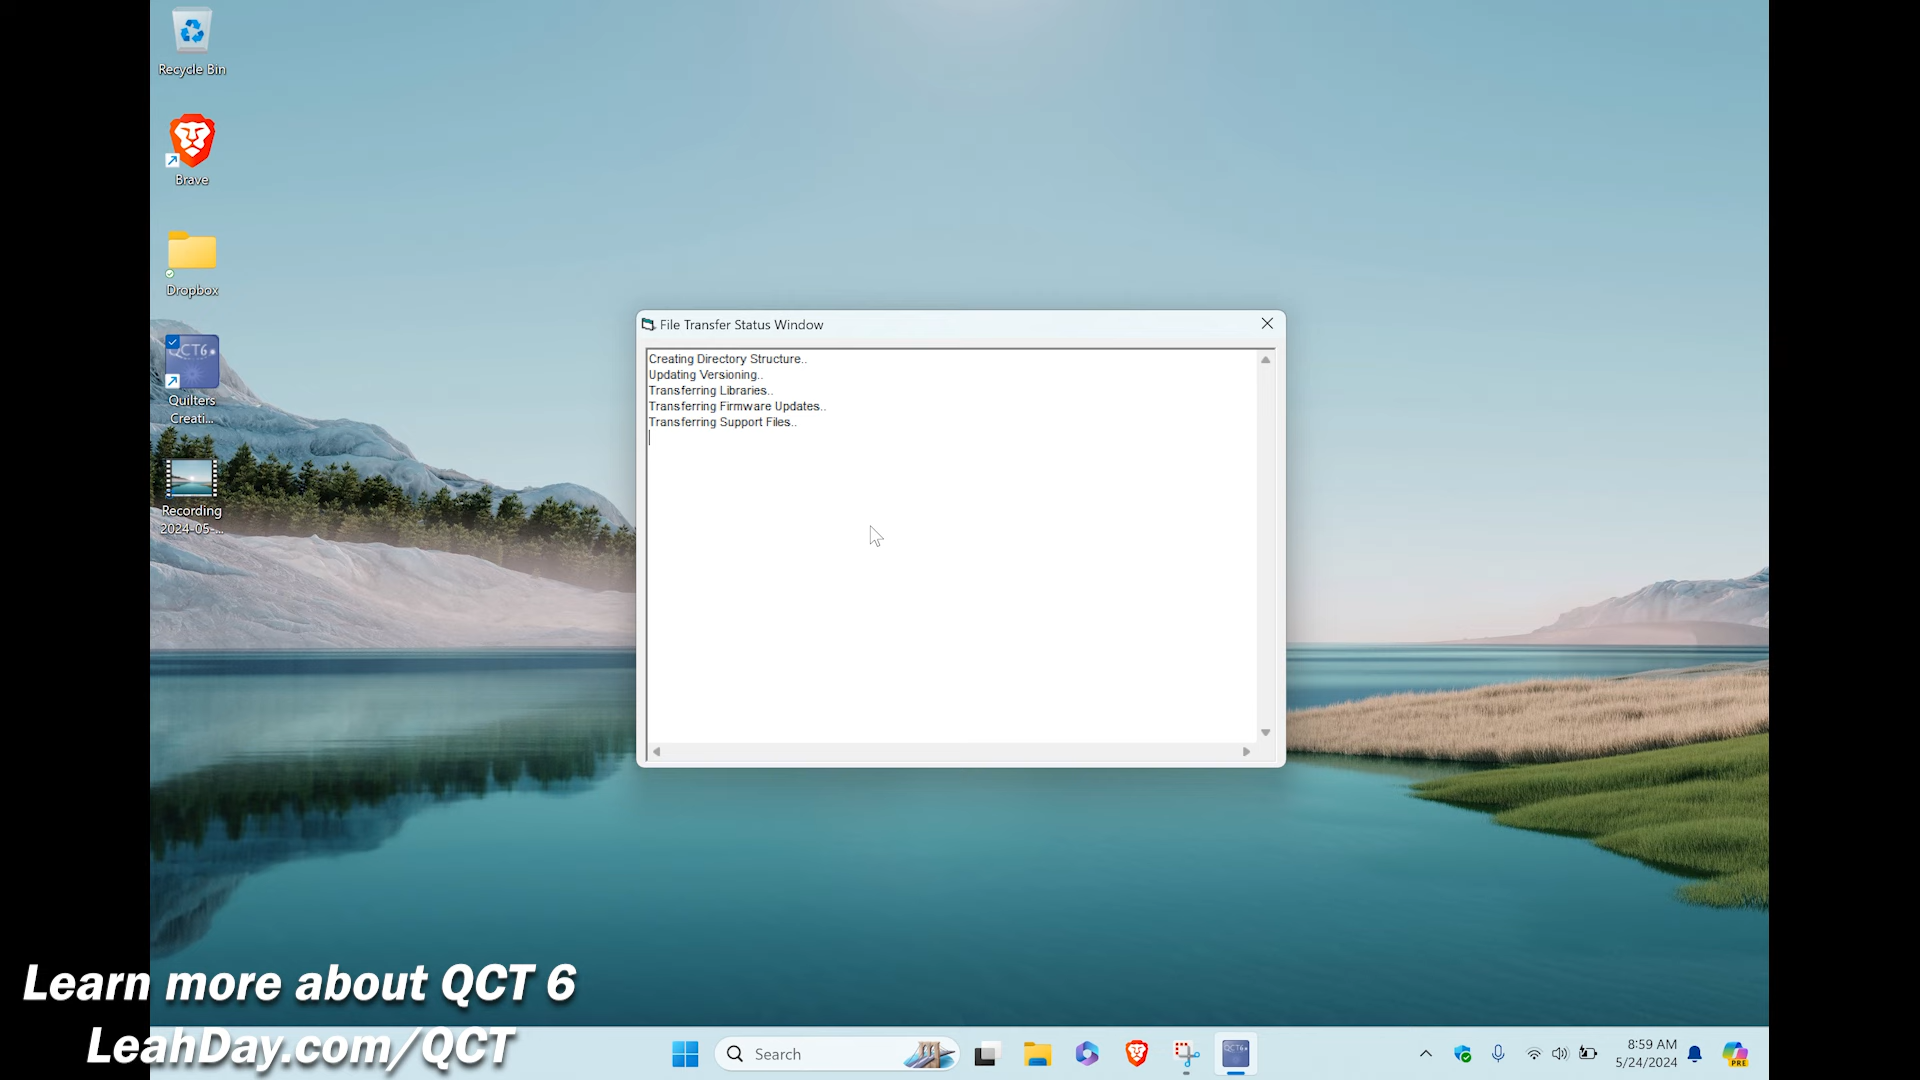 Recycle Bin
Brave
Dropbox
QCT6
Quilters
Creati...
Recording
2024-05-...
File Transfer Status Window
Creating Directory Structure..
Updating Versioning..
Transferring Libraries..
Transferring Firmware Updates..
Transferring Support Files..
Learn more about QCT 6
LeahDay.com/QCT
Search
QCT6
8:59 AM
5/24/2024
PRE